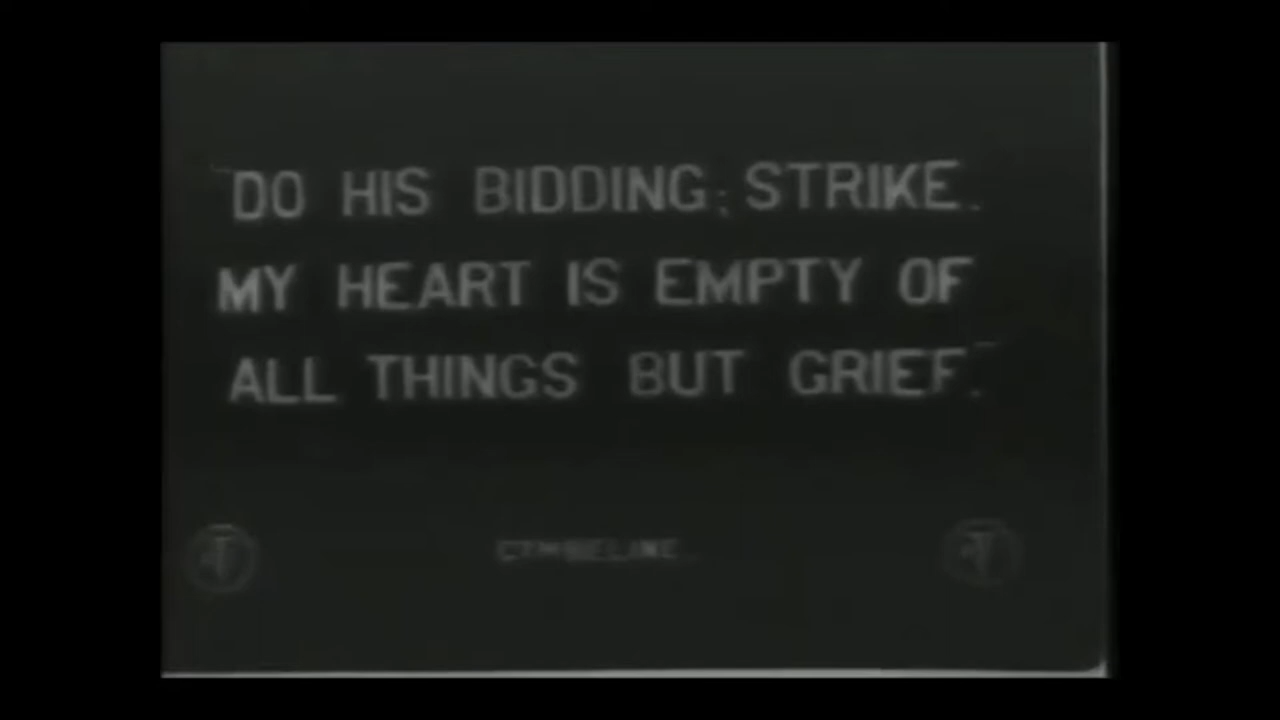 "DO HIS BIDDING; STRIKE.
MY HEART IS EMPTY OF
ALL THINGS BUT GRIEF."
CYMBELINE.